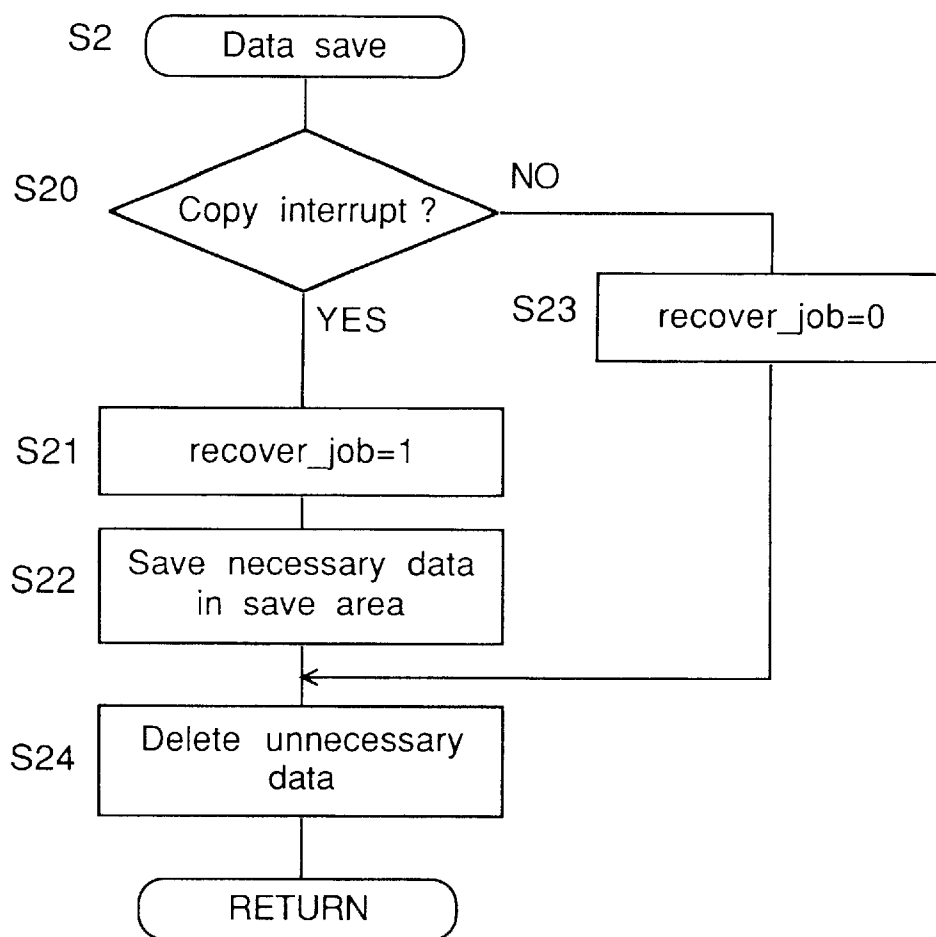 S2
Data save
S20
Copy interrupt ?
NO
YES
S23
recover_job=0
S21
recover_job=1
S22
Save necessary data
in save area
S24
Delete unnecessary
data
RETURN